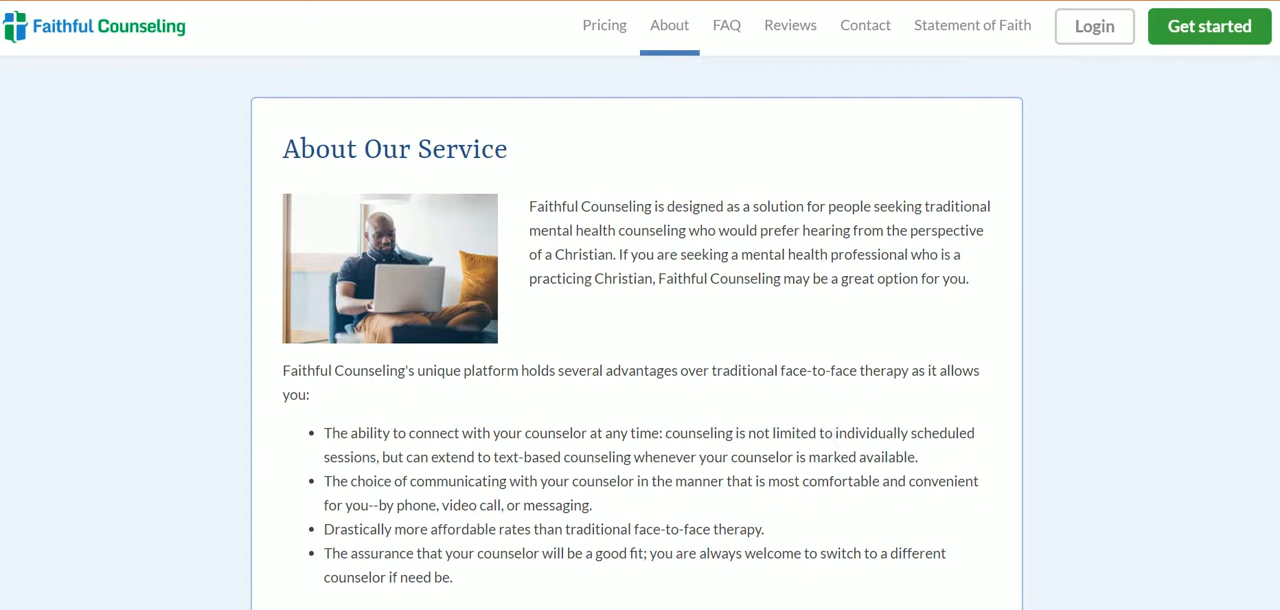 Faithful Counseling
Pricing
About
FAQ
Reviews
Contact
Statement of Faith
Login
Get started
About Our Service
Faithful Counseling is designed as a solution for people seeking traditional
mental health counseling who would prefer hearing from the perspective
of a Christian. If you are seeking a mental health professional who is a
practicing Christian, Faithful Counseling may be a great option for you.
Faithful Counseling's unique platform holds several advantages over traditional face-to-face therapy as it allows
you:
• The ability to connect with your counselor at any time: counseling is not limited to individually scheduled
sessions, but can extend to text-based counseling whenever your counselor is marked available.
• The choice of communicating with your counselor in the manner that is most comfortable and convenient
for you--by phone, video call, or messaging.
• Drastically more affordable rates than traditional face-to-face therapy.
• The assurance that your counselor will be a good fit; you are always welcome to switch to a different
counselor if need be.